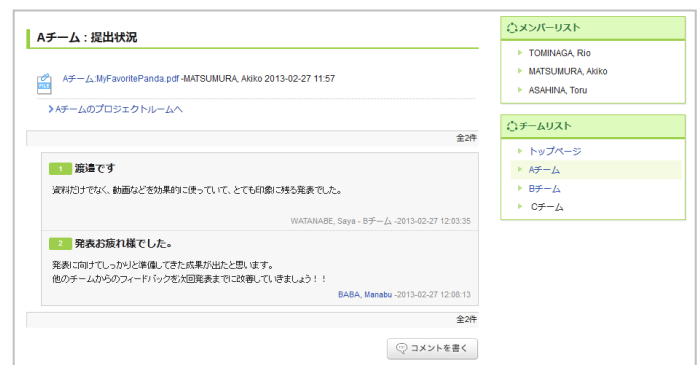 Aチーム : 提出状況
Aチーム:MyFavoritePanda.pdf -MATSUMURA, Akiko 2013-02-27 11:57
Aチームのプロジェクトルームへ
全2件
1 渡邉です
資料だけでなく、動画などを効果的に使っていて、とても印象に残る発表でした。
WATANABE, Saya - Bチーム -2013-02-27 12:03:35
2 発表お疲れ様でした。
発表に向けてしっかりと準備してきた成果が出たと思います。
他のチームからのフィードバックを次回発表までに改善していきましょう！！
BABA, Manabu -2013-02-27 12:08:13
全2件
コメントを書く
メンバーリスト
TOMINAGA, Rio
MATSUMURA, Akiko
ASAHINA, Toru
チームリスト
トップページ
Aチーム
Bチーム
Cチーム